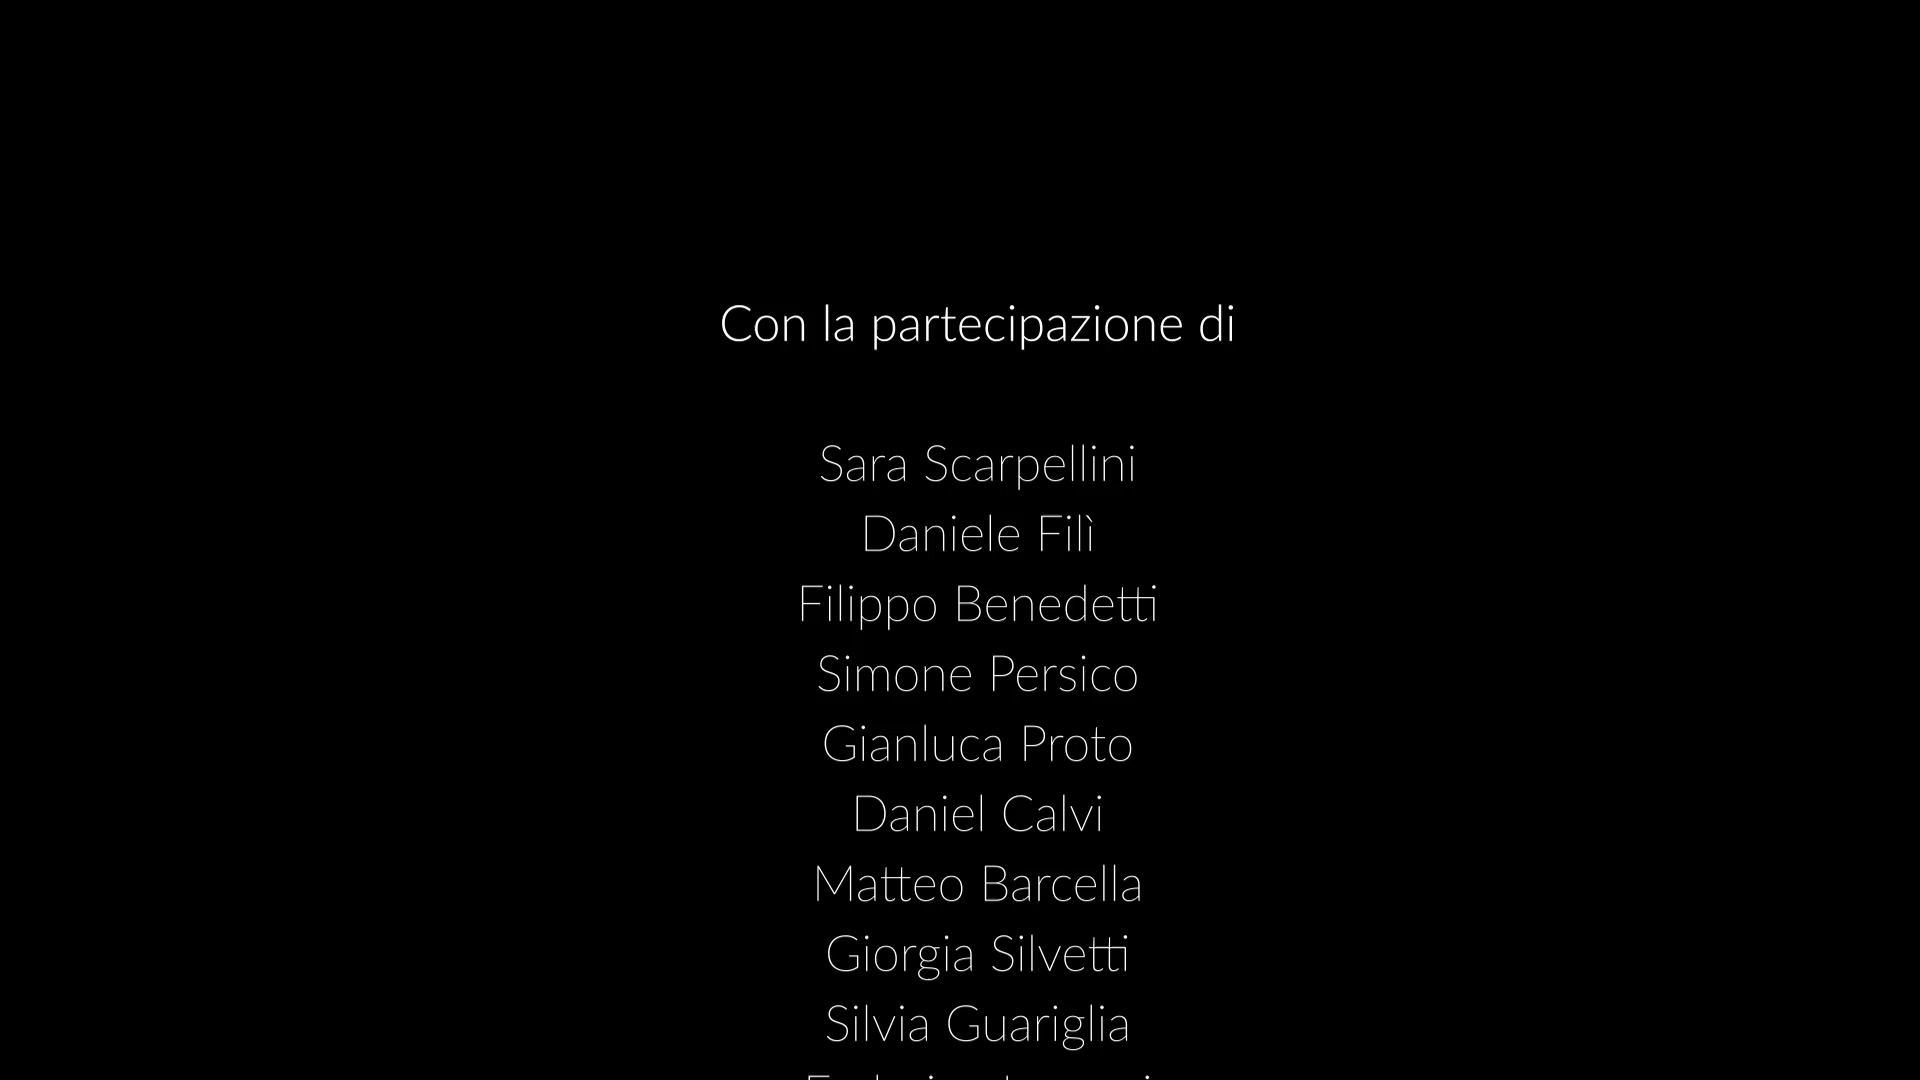 Con la partecipazione di
Sara Scarpellini
Daniele Filì
Filippo Benedetti
Simone Persico
Gianluca Proto
Daniel Calvi
Matteo Barcella
Giorgia Silvetti
Silvia Guariglia